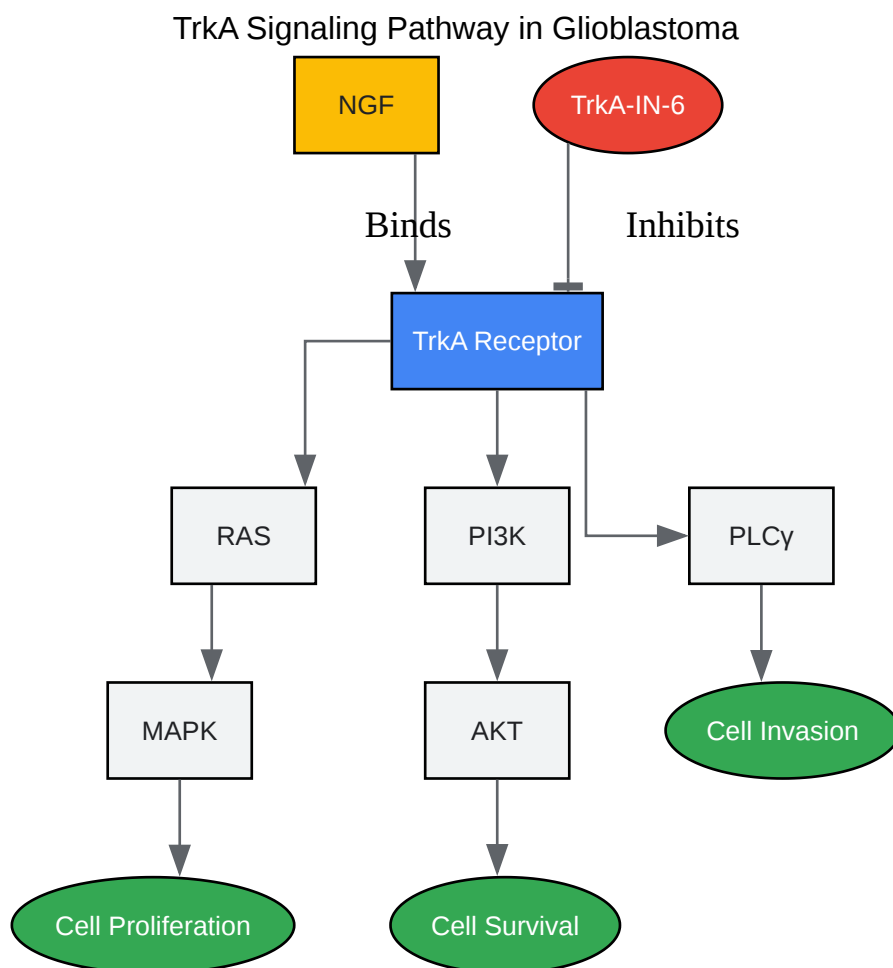 TrkA Signaling Pathway in Glioblastoma
NGF
TrkA-IN-6
Binds
Inhibits
TrkA Receptor
RAS
PI3K
PLCγ
MAPK
AKT
Cell Invasion
Cell Proliferation
Cell Survival